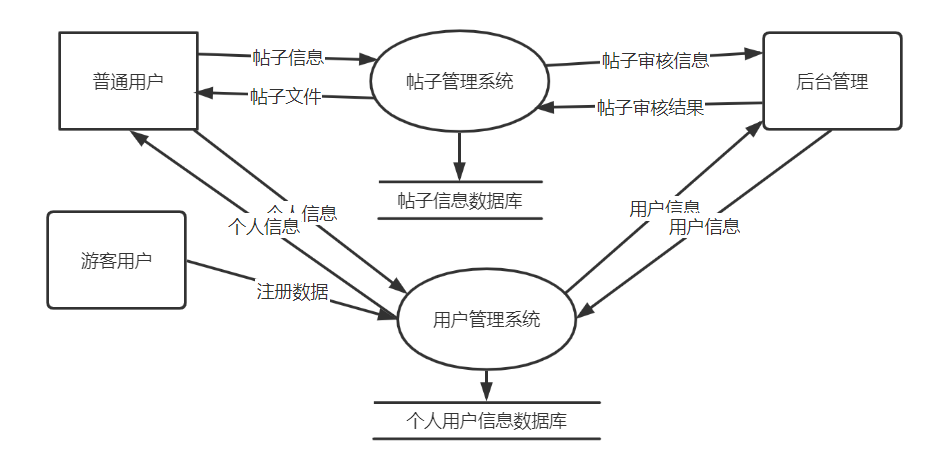 普通用户
帖子信息
帖子文件
帖子管理系统
帖子审核信息
帖子审核结果
后台管理
帖子信息数据库
个人信息
个人信息
用户信息
用户信息
游客用户
注册数据
用户管理系统
个人用户信息数据库